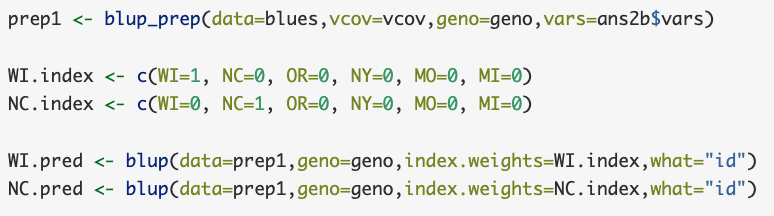 prep1 <- blup_prep(data=blues,vcov=vcov,geno=geno,vars=ans2b$vars)
WI.index <- c(WI=1, NC=0, OR=0, NY=0, MO=0, MI=0)
NC.index <- c(WI=0, NC=1, OR=0, NY=0, MO=0, MI=0)
WI.pred <- blup(data=prep1,geno=geno,index.weights=WI.index,what="id")
NC.pred <- blup(data=prep1,geno=geno,index.weights=NC.index,what="id")